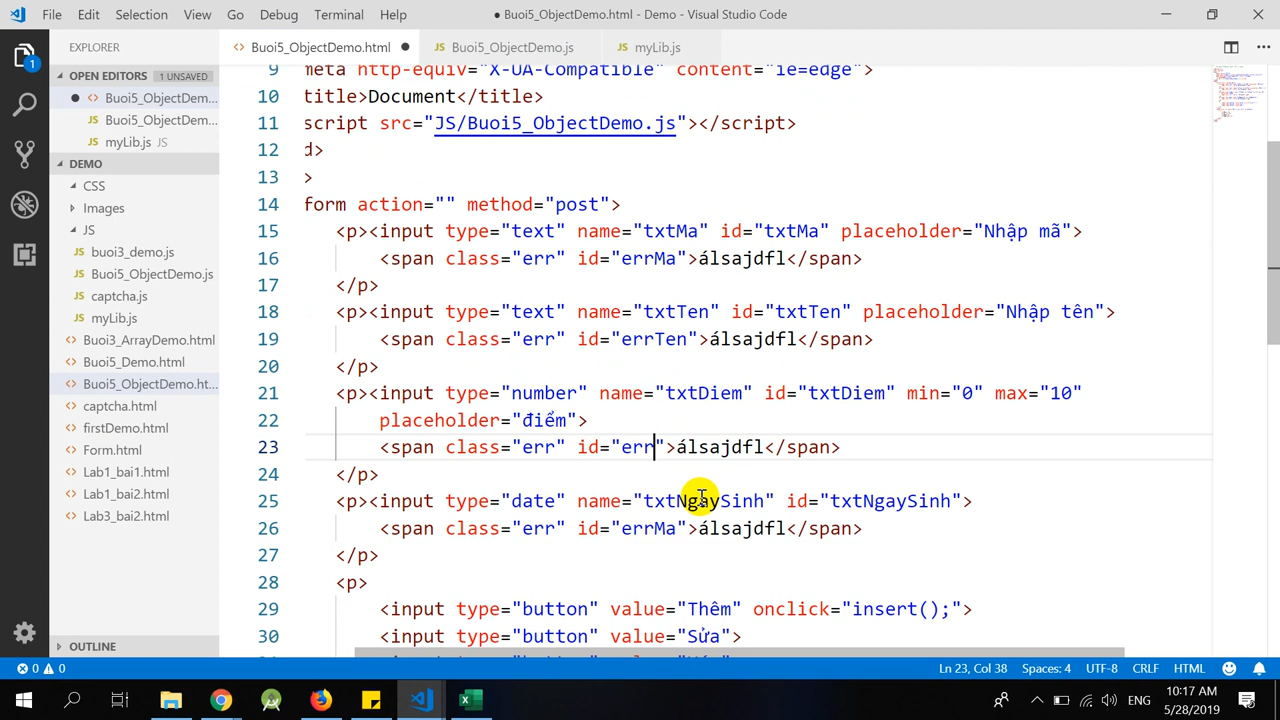 File Edit Selection View Go Debug Terminal Help
● Buoi5_ObjectDemo.html - Demo - Visual Studio Code
EXPLORER
Buoi5_ObjectDemo.html ●
JS Buoi5_ObjectDemo.js
JS myLib.js
OPEN EDITORS 1 UNSAVED
● <> Buoi5_ObjectDem...
JS Buoi5_ObjectDem...
JS myLib.js JS
DEMO
CSS
Images
JS
JS buoi3_demo.js
JS Buoi5_ObjectDemo.js
JS captcha.js
JS myLib.js
<> Buoi3_ArrayDemo.html
<> Buoi5_Demo.html
<> Buoi5_ObjectDemo.ht...
<> captcha.html
<> firstDemo.html
<> Form.html
<> Lab1_bai1.html
<> Lab1_bai2.html
<> Lab3_bai2.html
OUTLINE
1
9 meta http-equiv="X-UA-Compatible" content="ie=edge">
10 title>Document</title>
11 script src="JS/Buoi5_ObjectDemo.js"></script>
12 d>
13 >
14 form action="" method="post">
15 <p><input type="text" name="txtMa" id="txtMa" placeholder="Nhập mã">
16 <span class="err" id="errMa">álsajdfl</span>
17 </p>
18 <p><input type="text" name="txtTen" id="txtTen" placeholder="Nhập tên">
19 <span class="err" id="errTen">álsajdfl</span>
20 </p>
21 <p><input type="number" name="txtDiem" id="txtDiem" min="0" max="10"
22 placeholder="điểm">
23 <span class="err" id="err">álsajdfl</span>
24 </p>
25 <p><input type="date" name="txtNgaySinh" id="txtNgaySinh">
26 <span class="err" id="errMa">álsajdfl</span>
27 </p>
28 <p>
29 <input type="button" value="Thêm" onclick="insert();">
30 <input type="button" value="Sửa">
0 0
Ln 23, Col 38 Spaces: 4 UTF-8 CRLF HTML
ENG
10:17 AM
5/28/2019